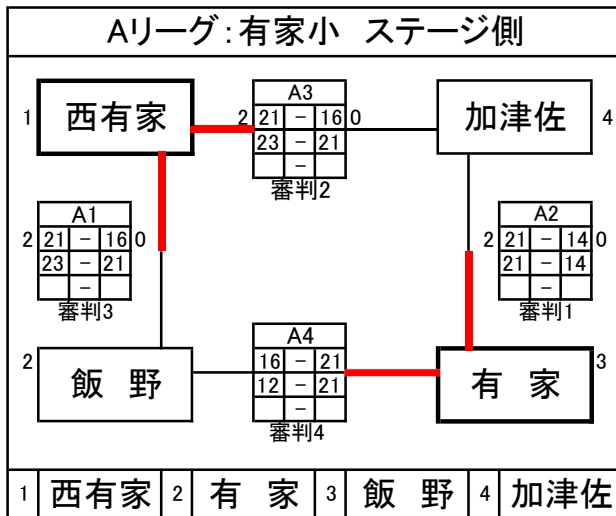 Aリーグ:有家小 ステージ側
1 西有家
A3
2 21 － 16 0
23 － 21
－
審判2
加津佐 4
A1
2 21 － 16 0
23 － 21
－
審判3
A2
2 21 － 14 0
21 － 14
－
審判1
2 飯 野
A4
16 － 21
12 － 21
－
審判4
有 家 3
1 西有家 2 有 家 3 飯 野 4 加津佐